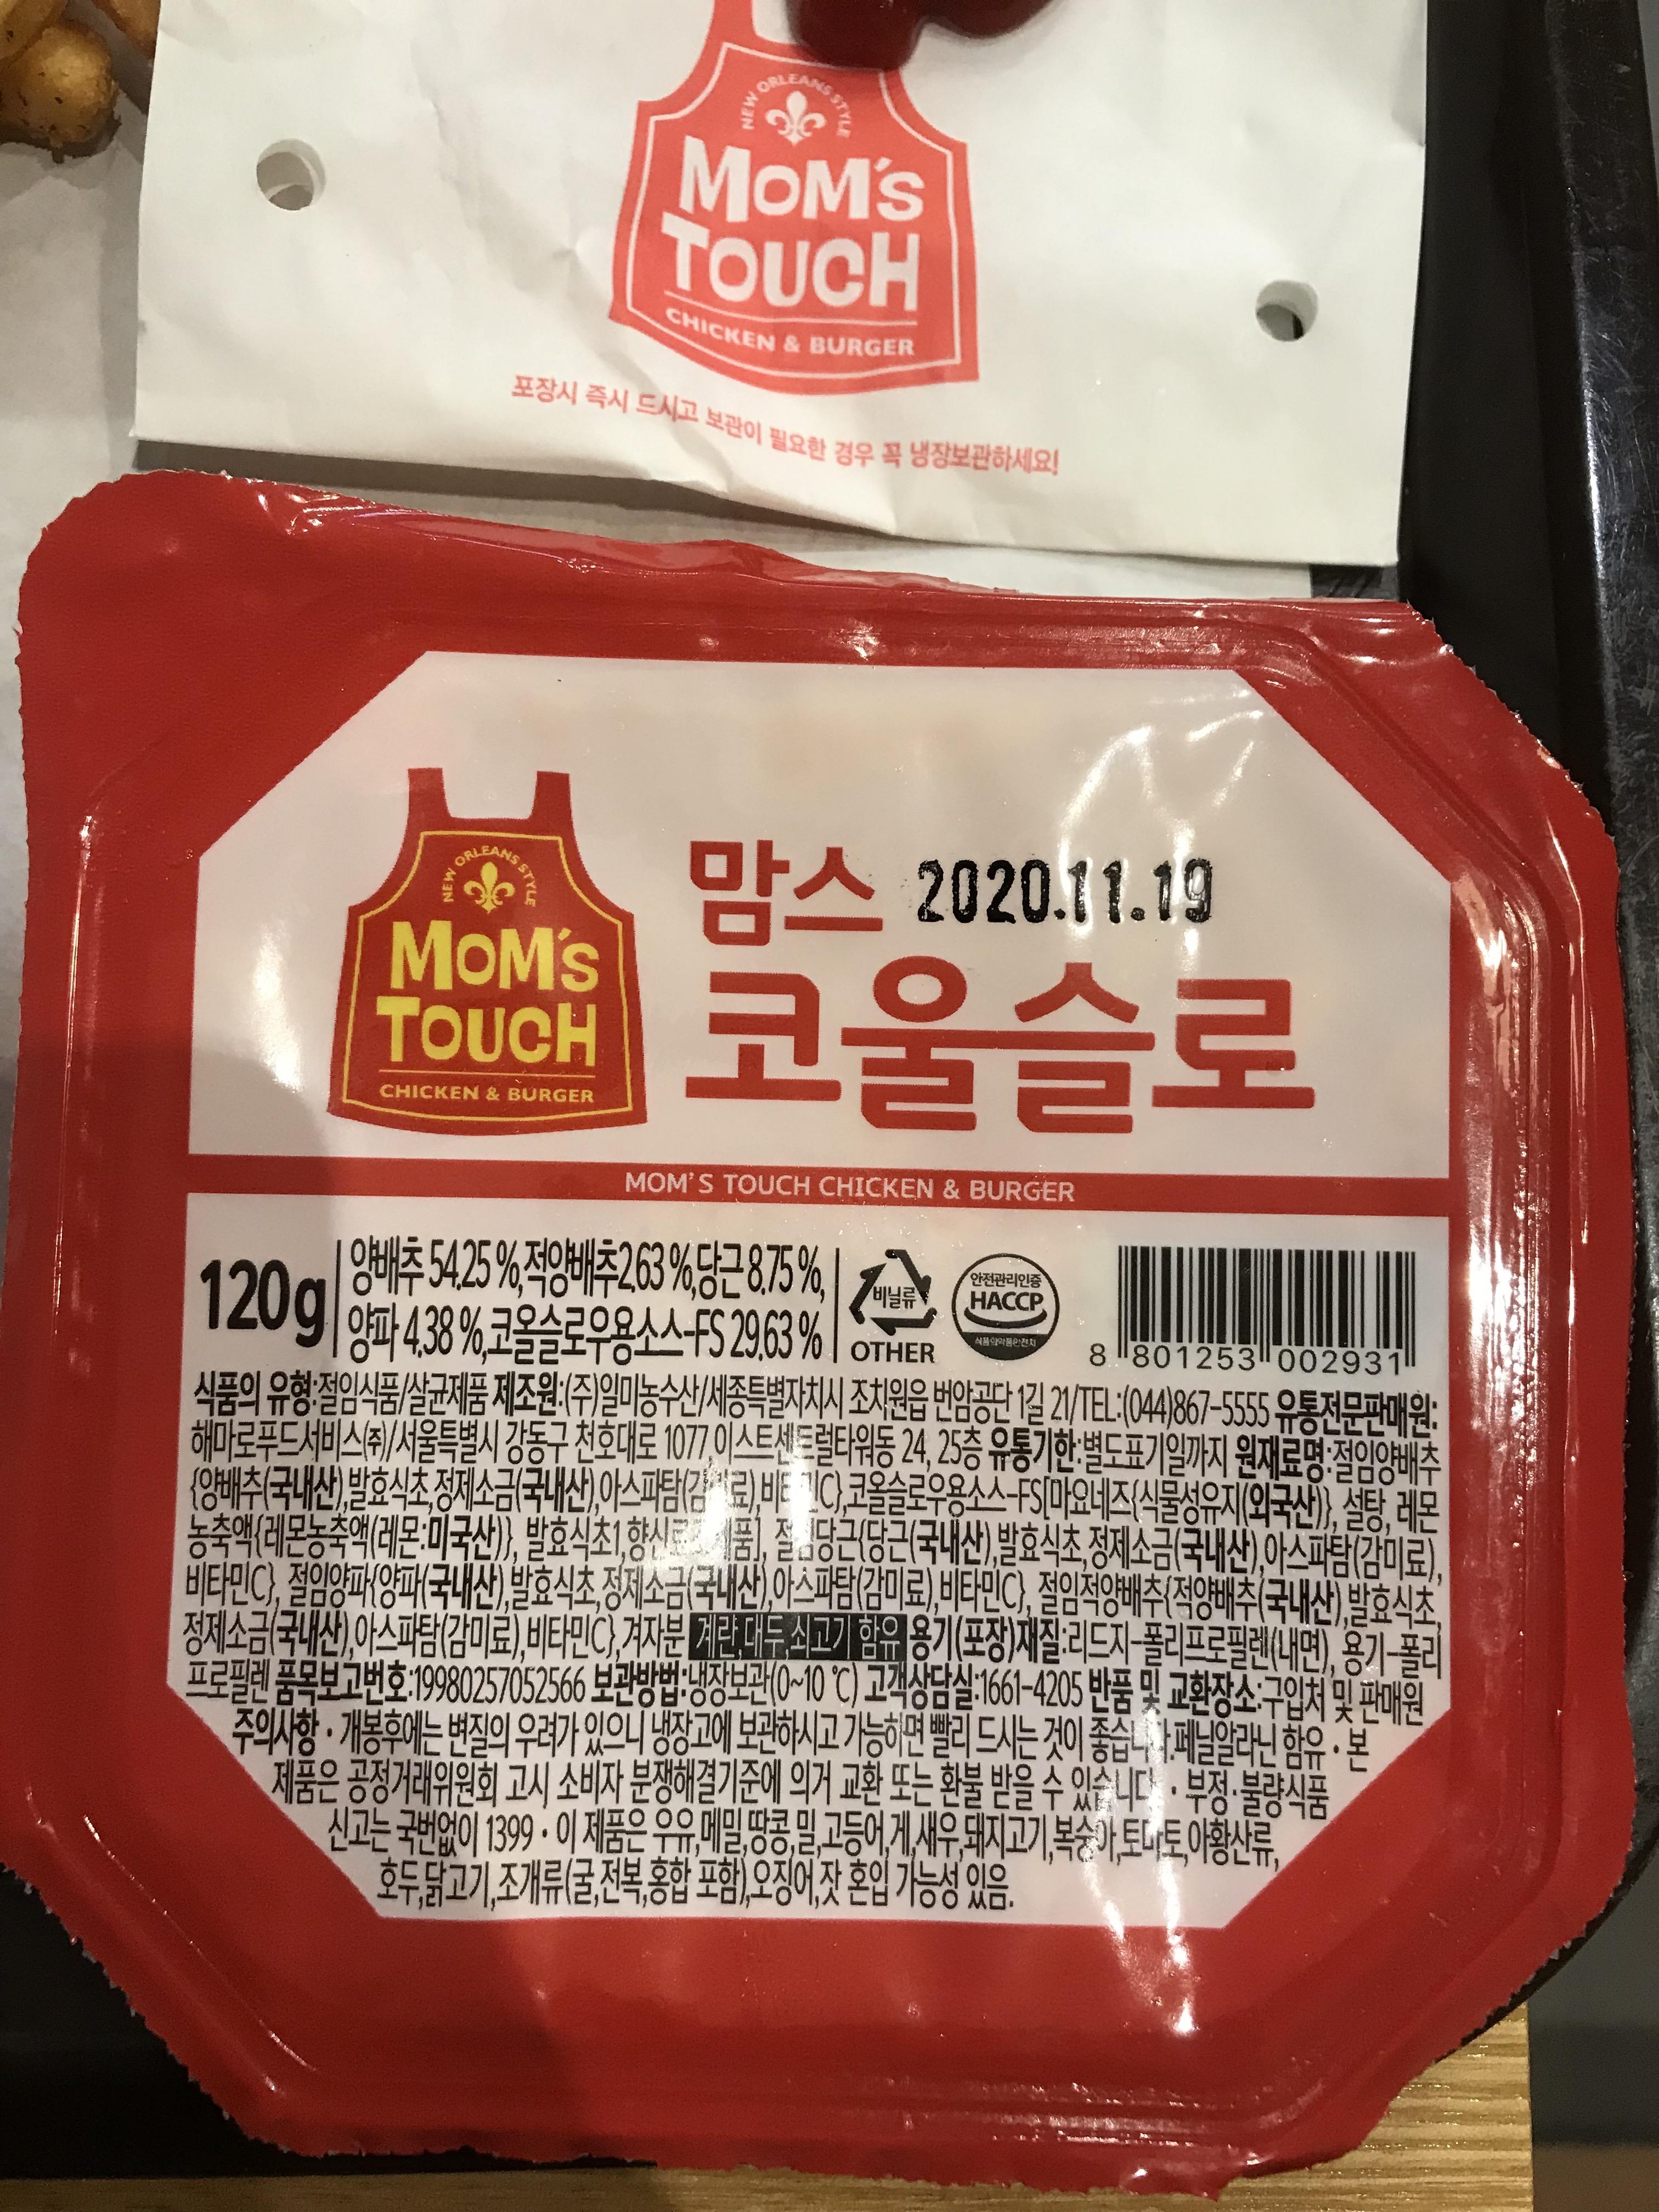 NEW ORLEANS STYLE
MOM'S
TOUCH
CHICKEN & BURGER
포장시 즉시 드시고 보관이 필요한 경우 꼭 냉장보관하세요!
NEW ORLEANS STYLE
MOM'S
TOUCH
CHICKEN & BURGER
맘스 2020.11.19
코울슬로
MOM'S TOUCH CHICKEN & BURGER
120g
양배추 54.25 %,적양배추2.63 %,당근 8.75 %,
양파 4.38 %,코올슬로우용소스-FS 29.63 %
비닐류
OTHER
안전관리인증
HACCP
식품의약품안전처
8 801253 002931
식품의 유형:절임식품/살균제품 제조원:(주)일미농수산/세종특별자치시 조치원읍 번암공단 1길 21/TEL:(044)867-5555 유통전문판매원:
해마로푸드서비스(주)/서울특별시 강동구 천호대로 1077,이스트센트럴타워동 24, 25층 유통기한:별도표기일까지 원재료명:절임양배추
{양배추(국내산),발효식초,정제소금(국내산),아스파탐(감미료),비타민C},코올슬로우용소스-FS[마요네즈{식물성유지(외국산)}, 설탕, 레몬
농축액{레몬농축액(레몬:미국산)}, 발효식초1, 절임당근{당근(국내산),발효식초,정제소금(국내산),아스파탐(감미료),
비타민C}, 절임양파{양파(국내산),발효식초,정제소금(국내산),아스파탐(감미료),비타민C}, 절임적양배추{적양배추(국내산),발효식초,
정제소금(국내산),아스파탐(감미료),비타민C},겨자분 계란,대두,쇠고기 함유 용기(포장)재질:리드지-폴리프로필렌(내면), 용기-폴리
프로필렌 품목보고번호:19980257052566 보관방법:냉장보관(0~10 ℃) 고객상담실:1661-4205 반품 및 교환장소:구입처 및 판매원
주의사항 · 개봉후에는 변질의 우려가 있으니 냉장고에 보관하시고 가능하면 빨리 드시는 것이 좋습니다.페닐알라닌 함유 · 본
제품은 공정거래위원회 고시 소비자 분쟁해결기준에 의거 교환 또는 환불 받을 수 있습니다 · 부정·불량식품
신고는 국번없이 1399 · 이 제품은 우유,메밀,땅콩,밀,고등어,게,새우,돼지고기,복숭아,토마토,아황산류,
호두,닭고기,조개류(굴,전복,홍합 포함),오징어,잣 혼입 가능성 있음.